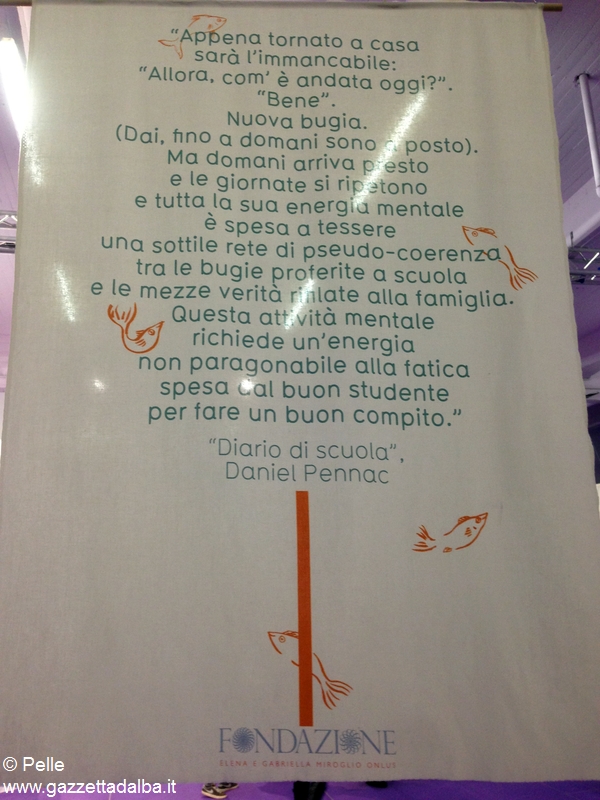 “Appena tornato a casa
sarà l’immancabile:
“Allora, com’ è andata oggi?”.
“Bene”.
Nuova bugia.
(Dai, fino a domani sono a posto).
Ma domani arriva presto
e le giornate si ripetono
e tutta la sua energia mentale
è spesa a tessere
una sottile rete di pseudo-coerenza
tra le bugie proferite a scuola
e le mezze verità rifilate alla famiglia.
Questa attività mentale
richiede un’energia
non paragonabile alla fatica
spesa dal buon studente
per fare un buon compito.”
“Diario di scuola”,
Daniel Pennac
FONDAZIONE
ELENA E GABRIELLA MIROGLIO ONLUS
© Pelle
www.gazzettadalba.it